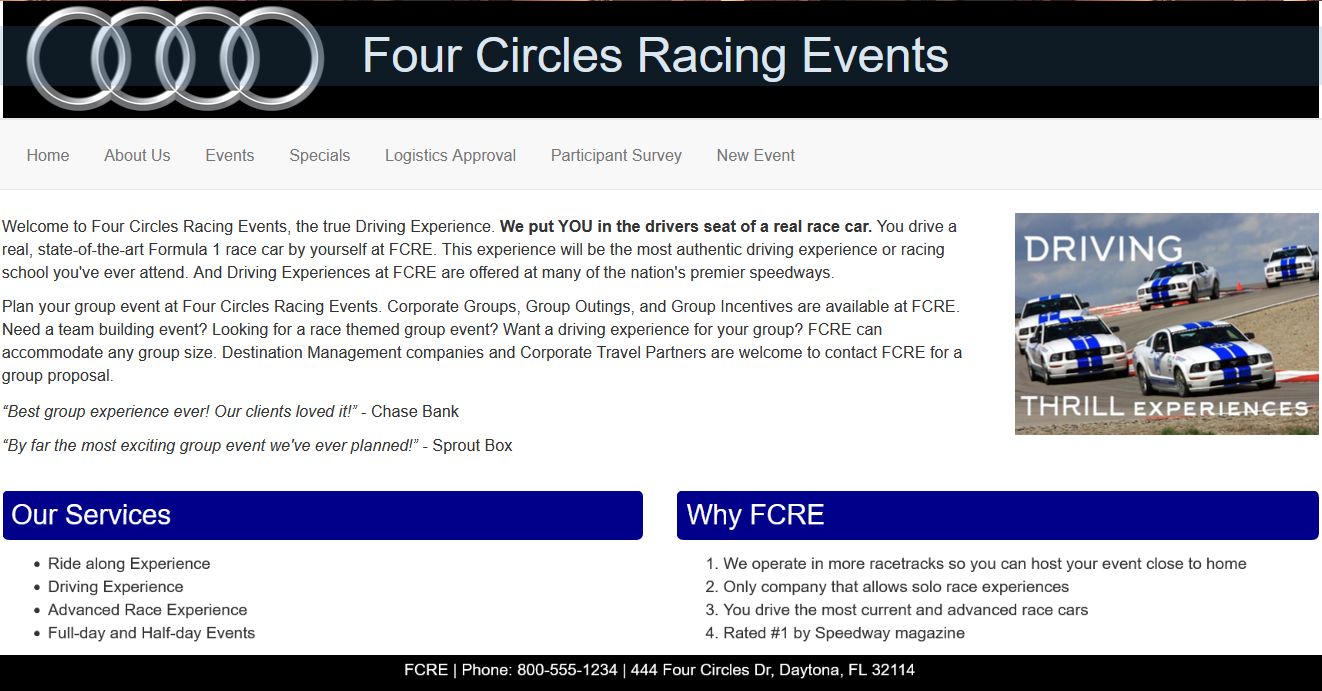 Four Circles Racing Events
Home About Us Events Specials Logistics Approval Participant Survey New Event
Welcome to Four Circles Racing Events, the true Driving Experience. We put YOU in the drivers seat of a real race car. You drive a
real, state-of-the-art Formula 1 race car by yourself at FCRE. This experience will be the most authentic driving experience or racing
school you've ever attend. And Driving Experiences at FCRE are offered at many of the nation's premier speedways.
Plan your group event at Four Circles Racing Events. Corporate Groups, Group Outings, and Group Incentives are available at FCRE.
Need a team building event? Looking for a race themed group event? Want a driving experience for your group? FCRE can
accommodate any group size. Destination Management companies and Corporate Travel Partners are welcome to contact FCRE for a
group proposal.
“Best group experience ever! Our clients loved it!” - Chase Bank
“By far the most exciting group event we've ever planned!” - Sprout Box
DRIVING
THRILL EXPERIENCES
Our Services
• Ride along Experience
• Driving Experience
• Advanced Race Experience
• Full-day and Half-day Events
Why FCRE
1. We operate in more racetracks so you can host your event close to home
2. Only company that allows solo race experiences
3. You drive the most current and advanced race cars
4. Rated #1 by Speedway magazine
FCRE | Phone: 800-555-1234 | 444 Four Circles Dr, Daytona, FL 32114